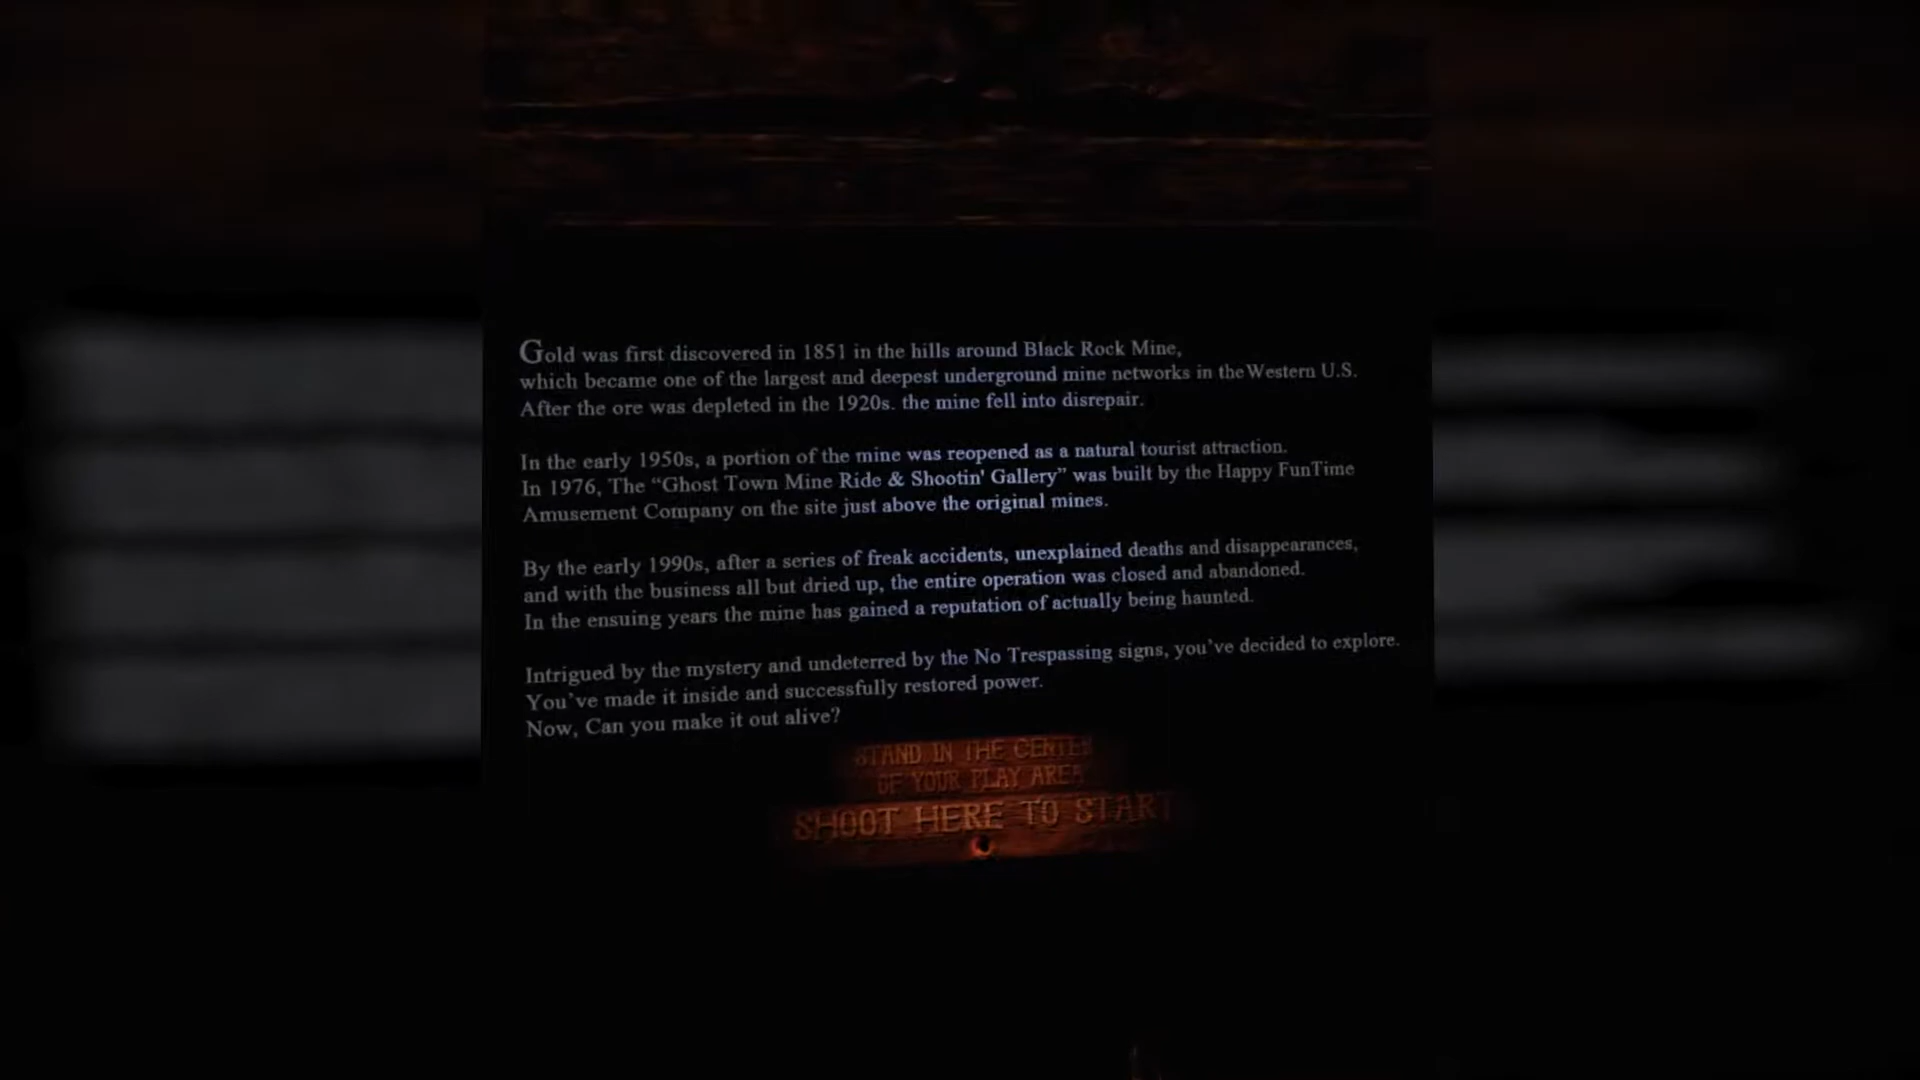 Gold was first discovered in 1851 in the hills around Black Rock Mine,
which became one of the largest and deepest underground mine networks in the Western U.S.
After the ore was depleted in the 1920s. the mine fell into disrepair.
In the early 1950s, a portion of the mine was reopened as a natural tourist attraction.
In 1976, The “Ghost Town Mine Ride & Shootin' Gallery” was built by the Happy FunTime
Amusement Company on the site just above the original mines.
By the early 1990s, after a series of freak accidents, unexplained deaths and disappearances,
and with the business all but dried up, the entire operation was closed and abandoned.
In the ensuing years the mine has gained a reputation of actually being haunted.
Intrigued by the mystery and undeterred by the No Trespassing signs, you’ve decided to explore.
You’ve made it inside and successfully restored power.
Now, Can you make it out alive?
STAND IN THE CENTER
OF YOUR PLAY AREA
SHOOT HERE TO START